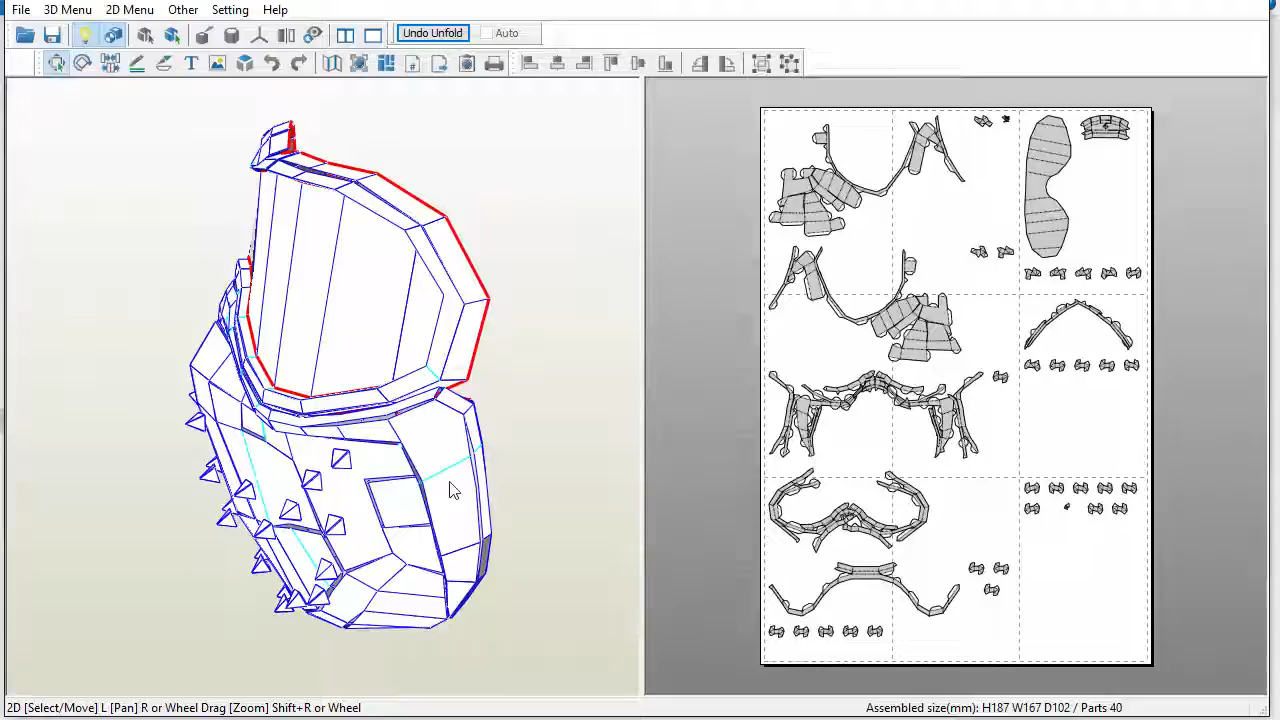 File 3D Menu 2D Menu Other Setting Help
Undo Unfold Auto
2D [Select/Move] L [Pan] R or Wheel Drag [Zoom] Shift+R or Wheel Assembled size(mm): H187 W167 D102 / Parts 40